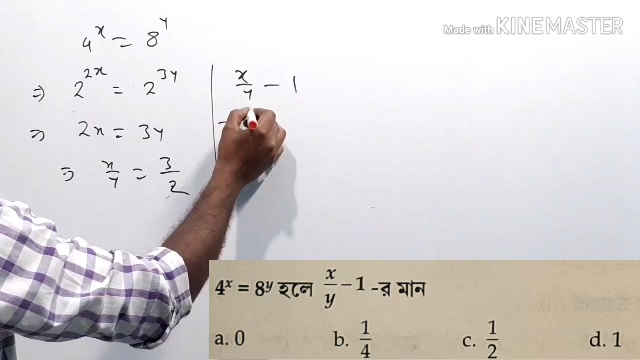 Made with KINEMASTER
4^x = 8^y
⇒ 2^2x = 2^3y
⇒ 2x = 3y
⇒ x/y = 3/2
x/y − 1
4^x = 8^y হলে x/y − 1 -র মান
a. 0 b. 1/4 c. 1/2 d. 1